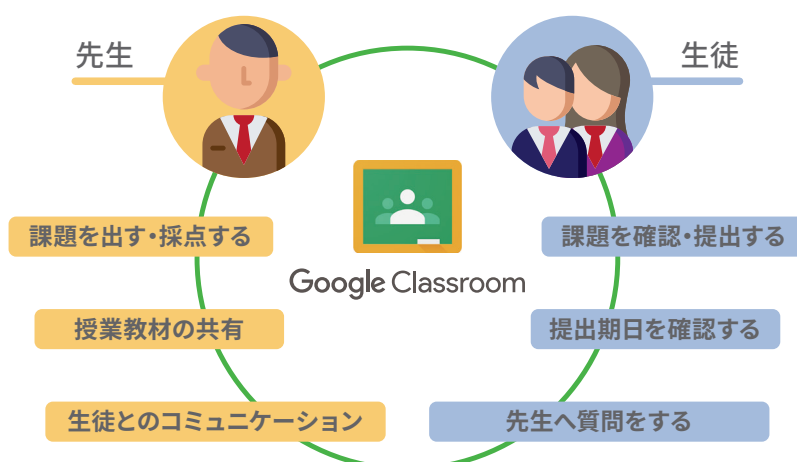 先生
生徒
課題を出す・採点する
課題を確認・提出する
Google Classroom
授業教材の共有
提出期日を確認する
生徒とのコミュニケーション
先生へ質問をする